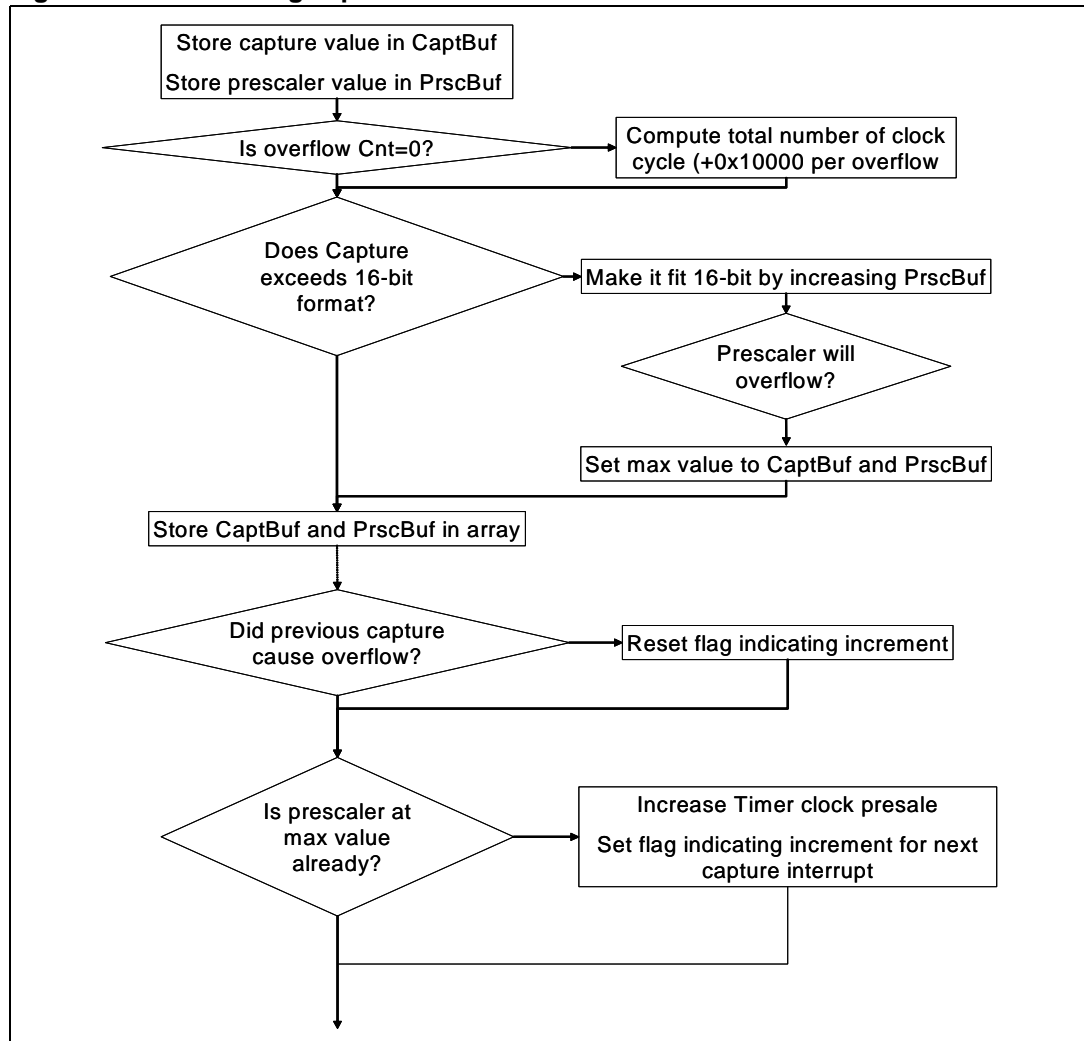 Store capture value in CaptBuf
Store prescaler value in PrscBuf
Is overflow Cnt=0?
Compute total number of clock
cycle (+0x10000 per overflow
Does Capture
exceeds 16-bit
format?
Make it fit 16-bit by increasing PrscBuf
Prescaler will
overflow?
Set max value to CaptBuf and PrscBuf
Store CaptBuf and PrscBuf in array
Did previous capture
cause overflow?
Reset flag indicating increment
Is prescaler at
max value
already?
Increase Timer clock presale
Set flag indicating increment for next
capture interrupt